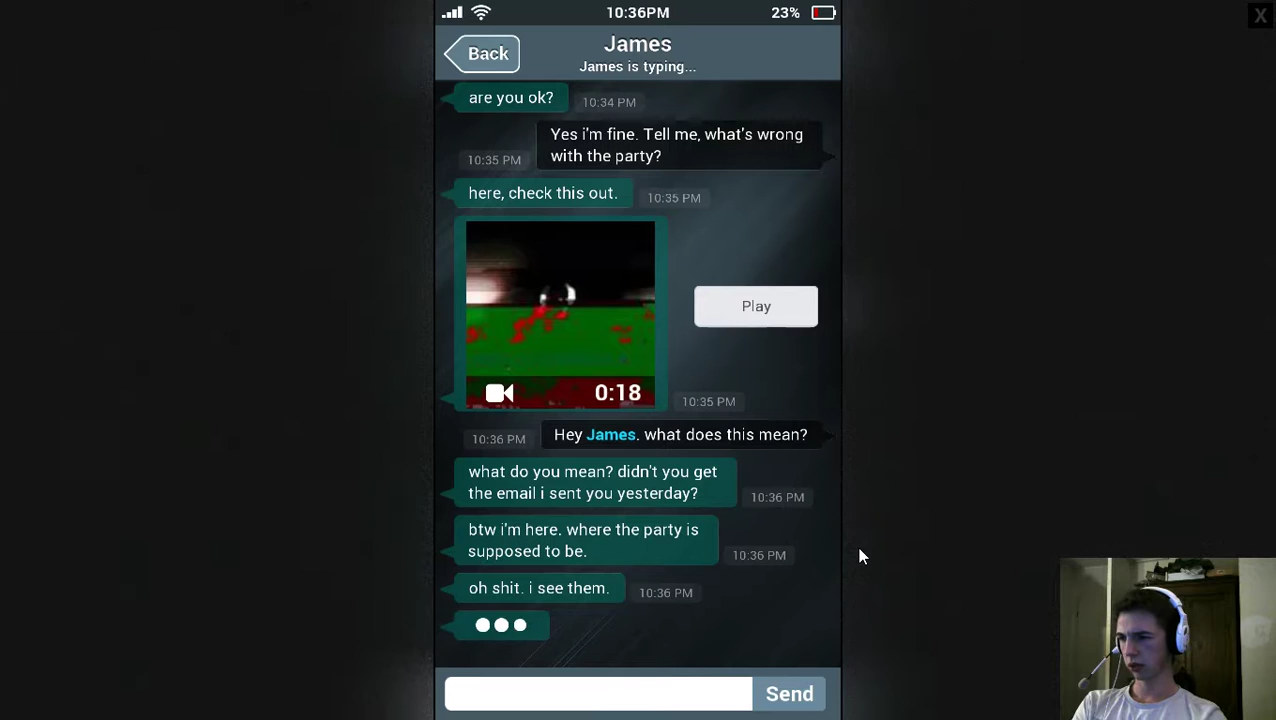 10:36PM
23%
X
Back
James
James is typing...
are you ok?
10:34 PM
Yes i'm fine. Tell me, what's wrong
with the party?
10:35 PM
here, check this out.
10:35 PM
Play
0:18
10:35 PM
Hey James. what does this mean?
10:36 PM
what do you mean? didn't you get
the email i sent you yesterday?
10:36 PM
btw i'm here. where the party is
supposed to be.
10:36 PM
oh shit. i see them.
10:36 PM
Send